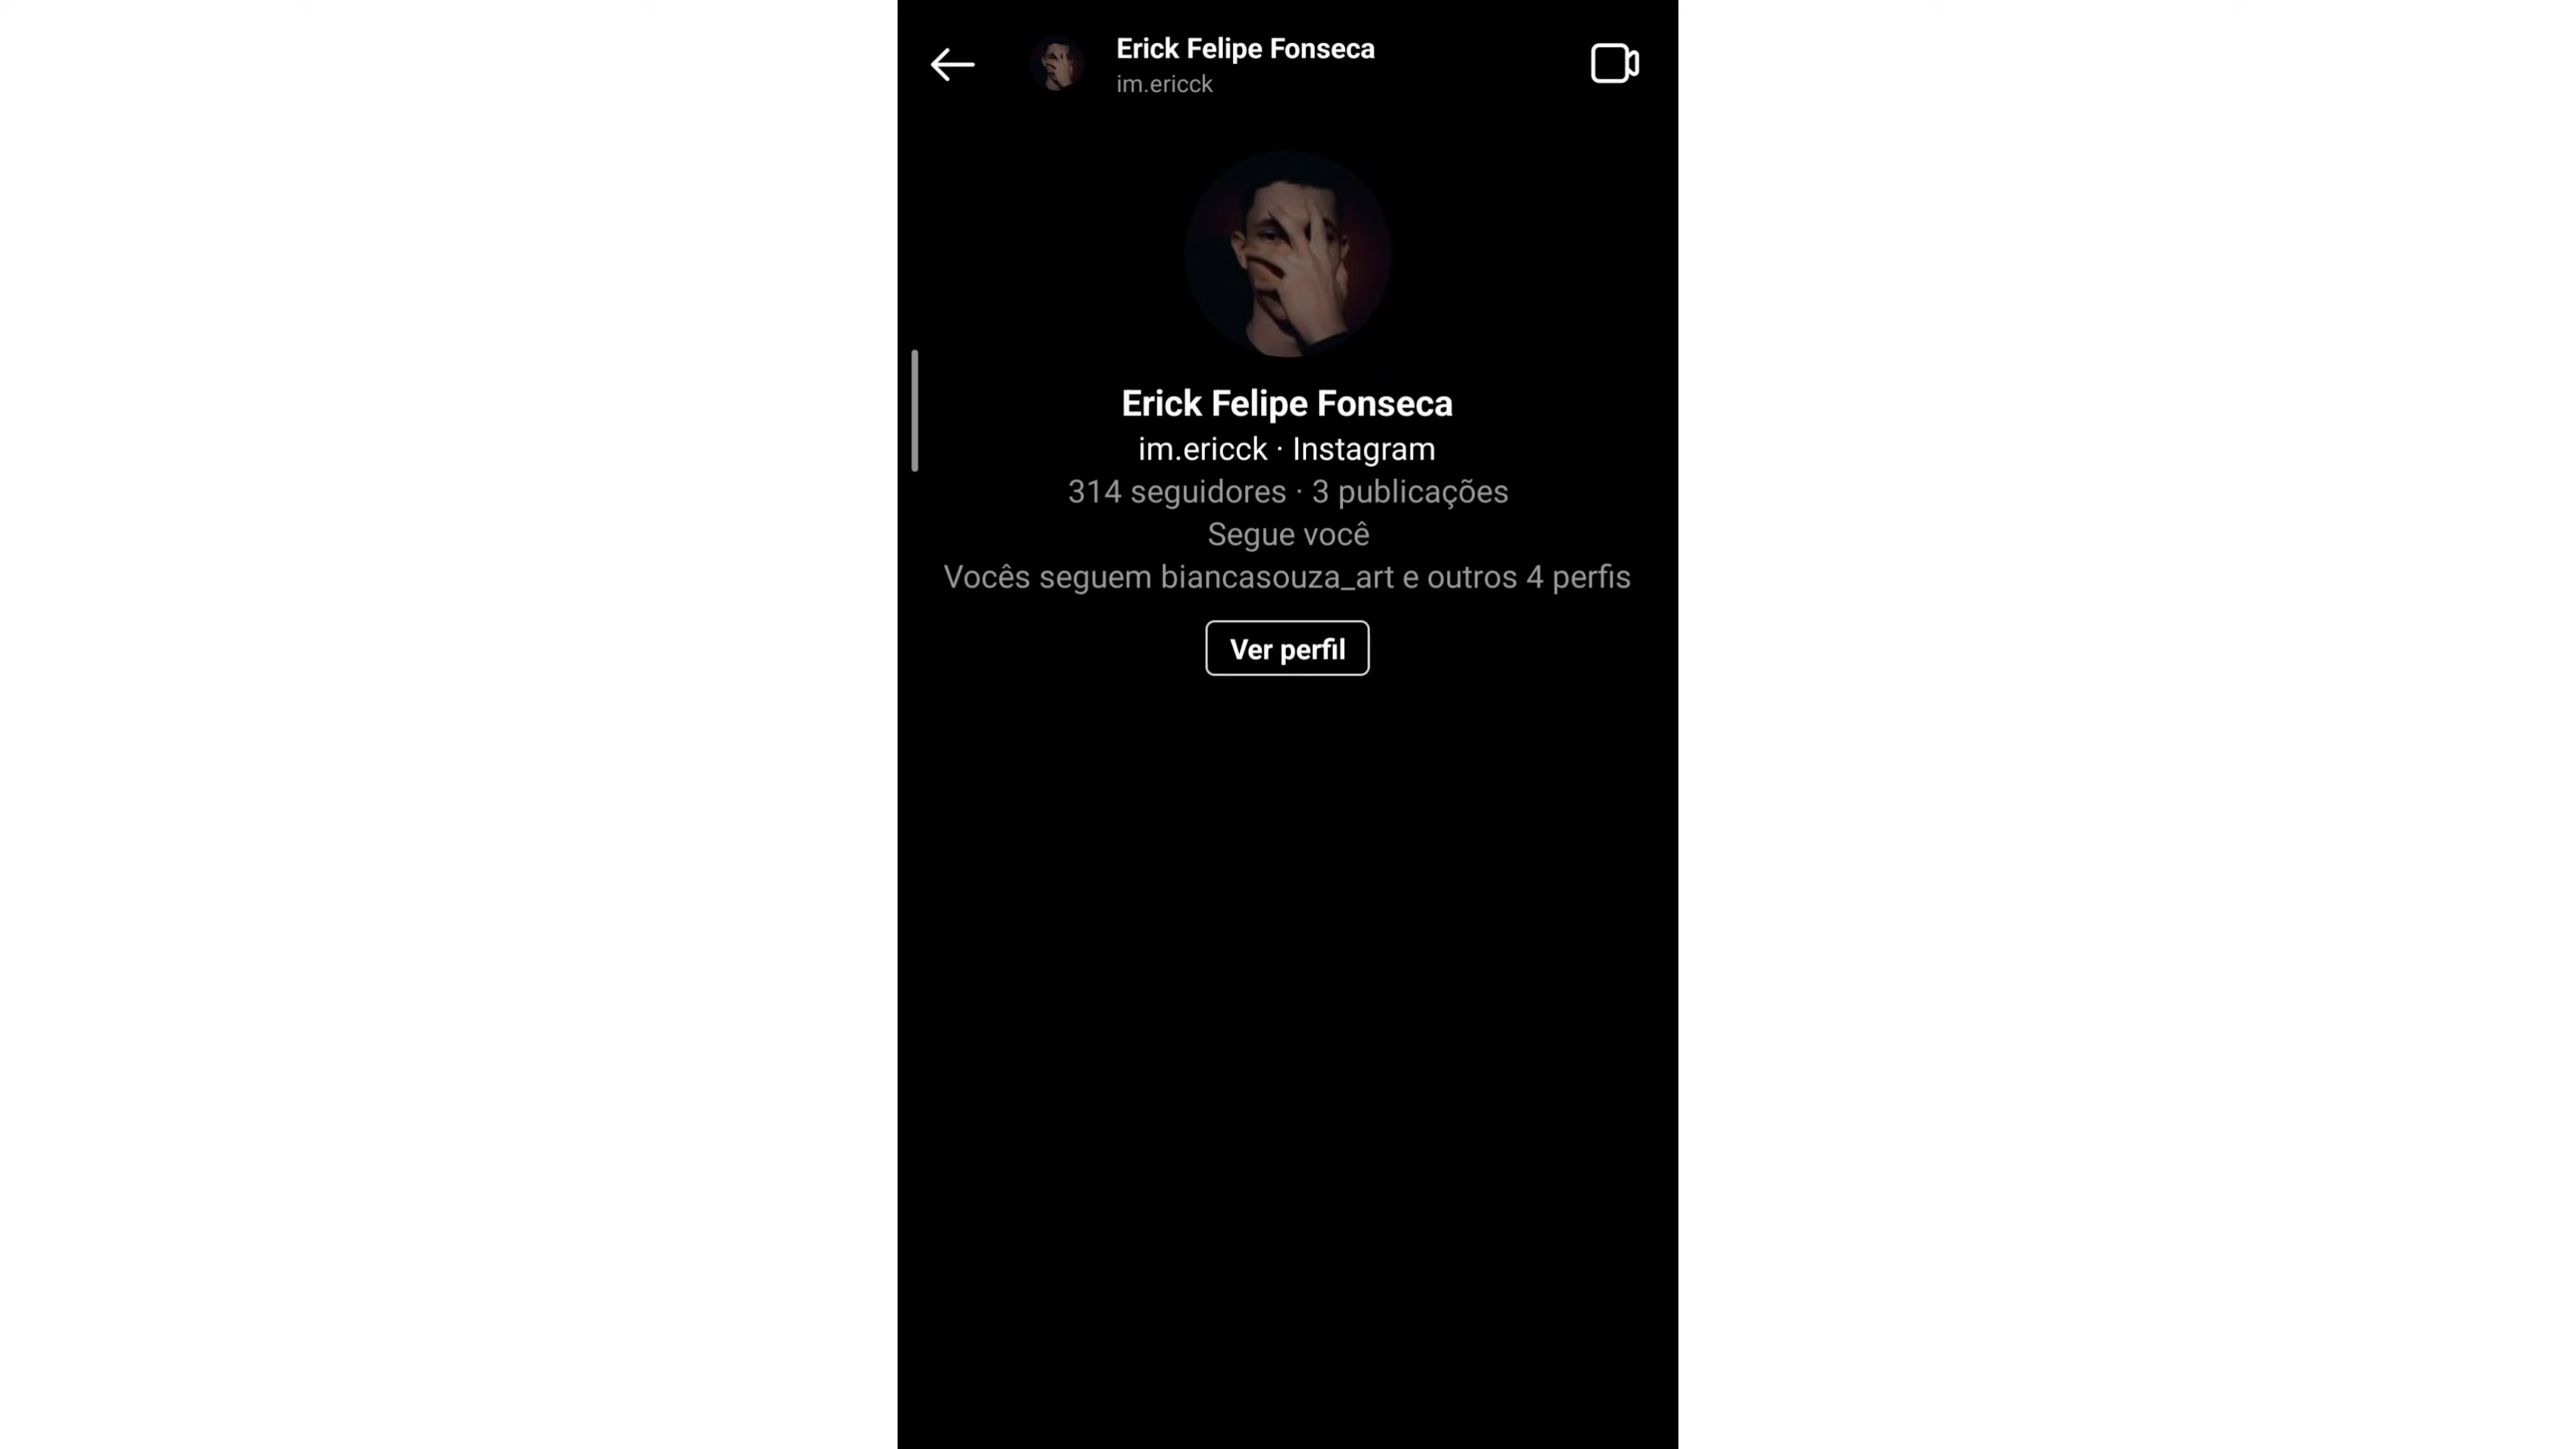 Erick Felipe Fonseca
im.ericck
Erick Felipe Fonseca
im.ericck · Instagram
314 seguidores · 3 publicações
Segue você
Vocês seguem biancasouza_art e outros 4 perfis
Ver perfil